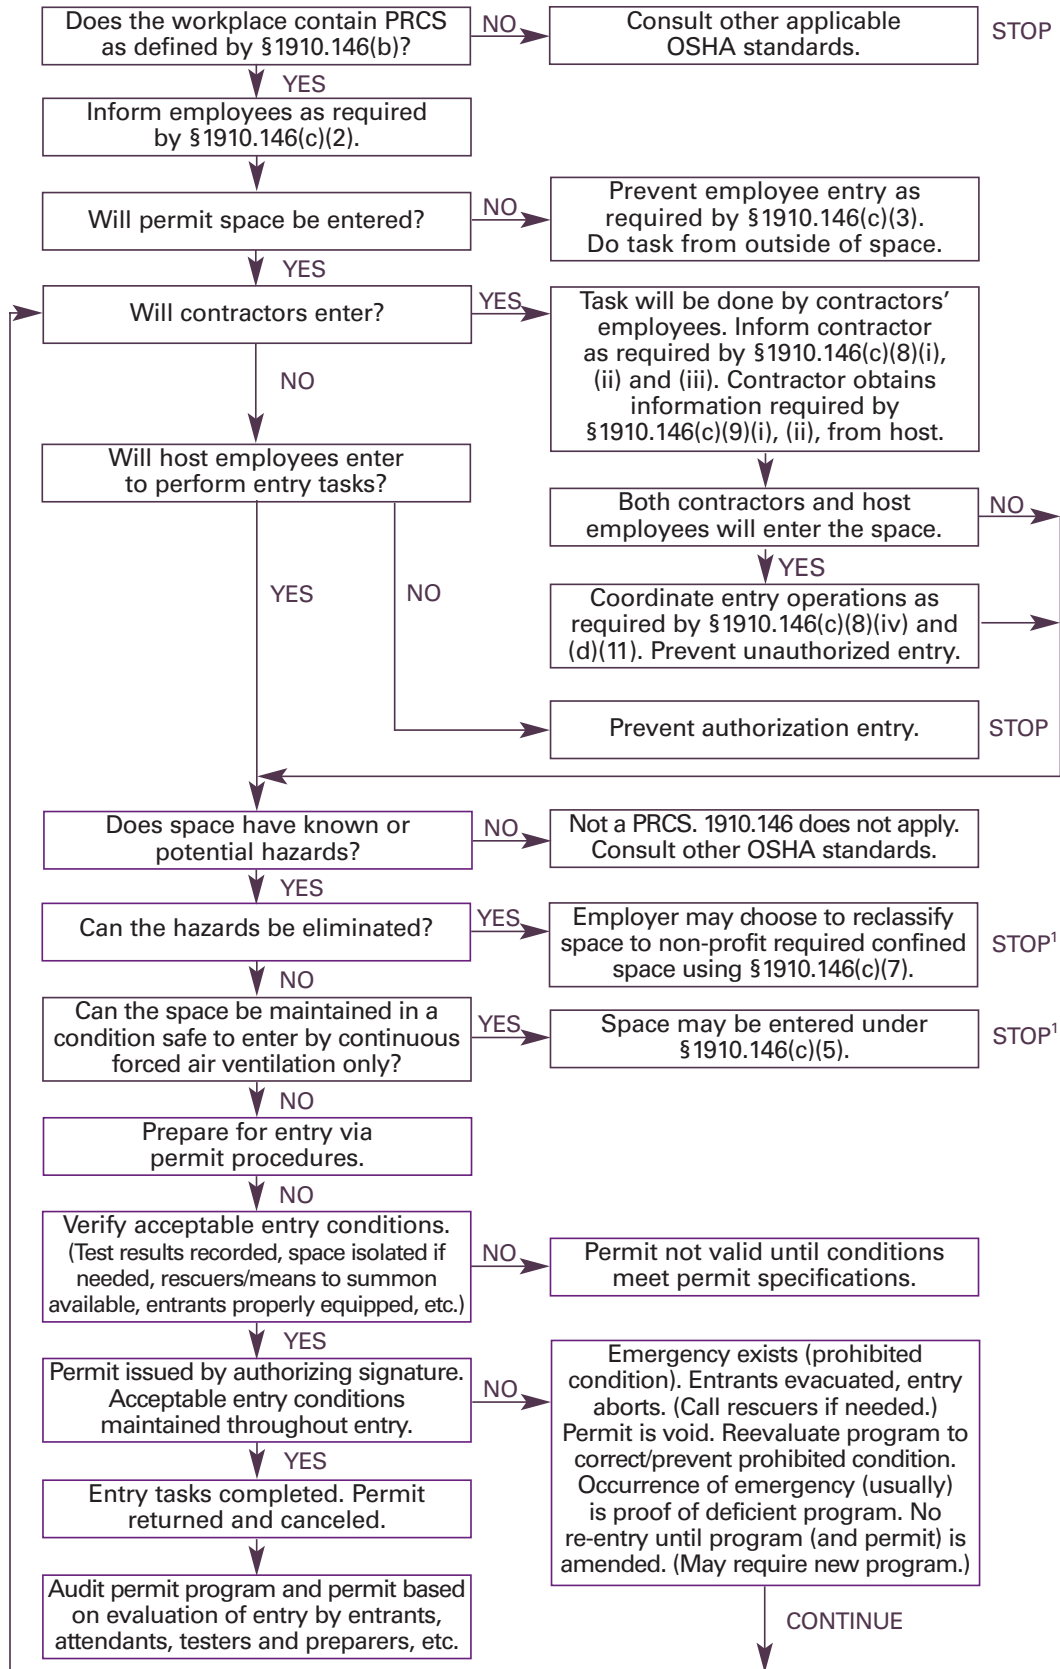 Does the workplace contain PRCS
as defined by §1910.146(b)?
NO
Consult other applicable
OSHA standards.
STOP
YES
Inform employees as required
by §1910.146(c)(2).
Will permit space be entered?
NO
Prevent employee entry as
required by §1910.146(c)(3).
Do task from outside of space.
YES
Will contractors enter?
YES
Task will be done by contractors’
employees. Inform contractor
as required by §1910.146(c)(8)(i),
(ii) and (iii). Contractor obtains
information required by
§1910.146(c)(9)(i), (ii), from host.
NO
Will host employees enter
to perform entry tasks?
Both contractors and host
employees will enter the space.
NO
YES
YES
NO
Coordinate entry operations as
required by §1910.146(c)(8)(iv) and
(d)(11). Prevent unauthorized entry.
Prevent authorization entry.
STOP
Does space have known or
potential hazards?
NO
Not a PRCS. 1910.146 does not apply.
Consult other OSHA standards.
YES
Can the hazards be eliminated?
YES
Employer may choose to reclassify
space to non-profit required confined
space using §1910.146(c)(7).
STOP¹
NO
Can the space be maintained in a
condition safe to enter by continuous
forced air ventilation only?
YES
Space may be entered under
§1910.146(c)(5).
STOP¹
NO
Prepare for entry via
permit procedures.
NO
Verify acceptable entry conditions.
(Test results recorded, space isolated if
needed, rescuers/means to summon
available, entrants properly equipped, etc.)
NO
Permit not valid until conditions
meet permit specifications.
YES
Permit issued by authorizing signature.
Acceptable entry conditions
maintained throughout entry.
NO
Emergency exists (prohibited
condition). Entrants evacuated, entry
aborts. (Call rescuers if needed.)
Permit is void. Reevaluate program to
correct/prevent prohibited condition.
Occurrence of emergency (usually)
is proof of deficient program. No
re-entry until program (and permit) is
amended. (May require new program.)
YES
Entry tasks completed. Permit
returned and canceled.
Audit permit program and permit based
on evaluation of entry by entrants,
attendants, testers and preparers, etc.
CONTINUE